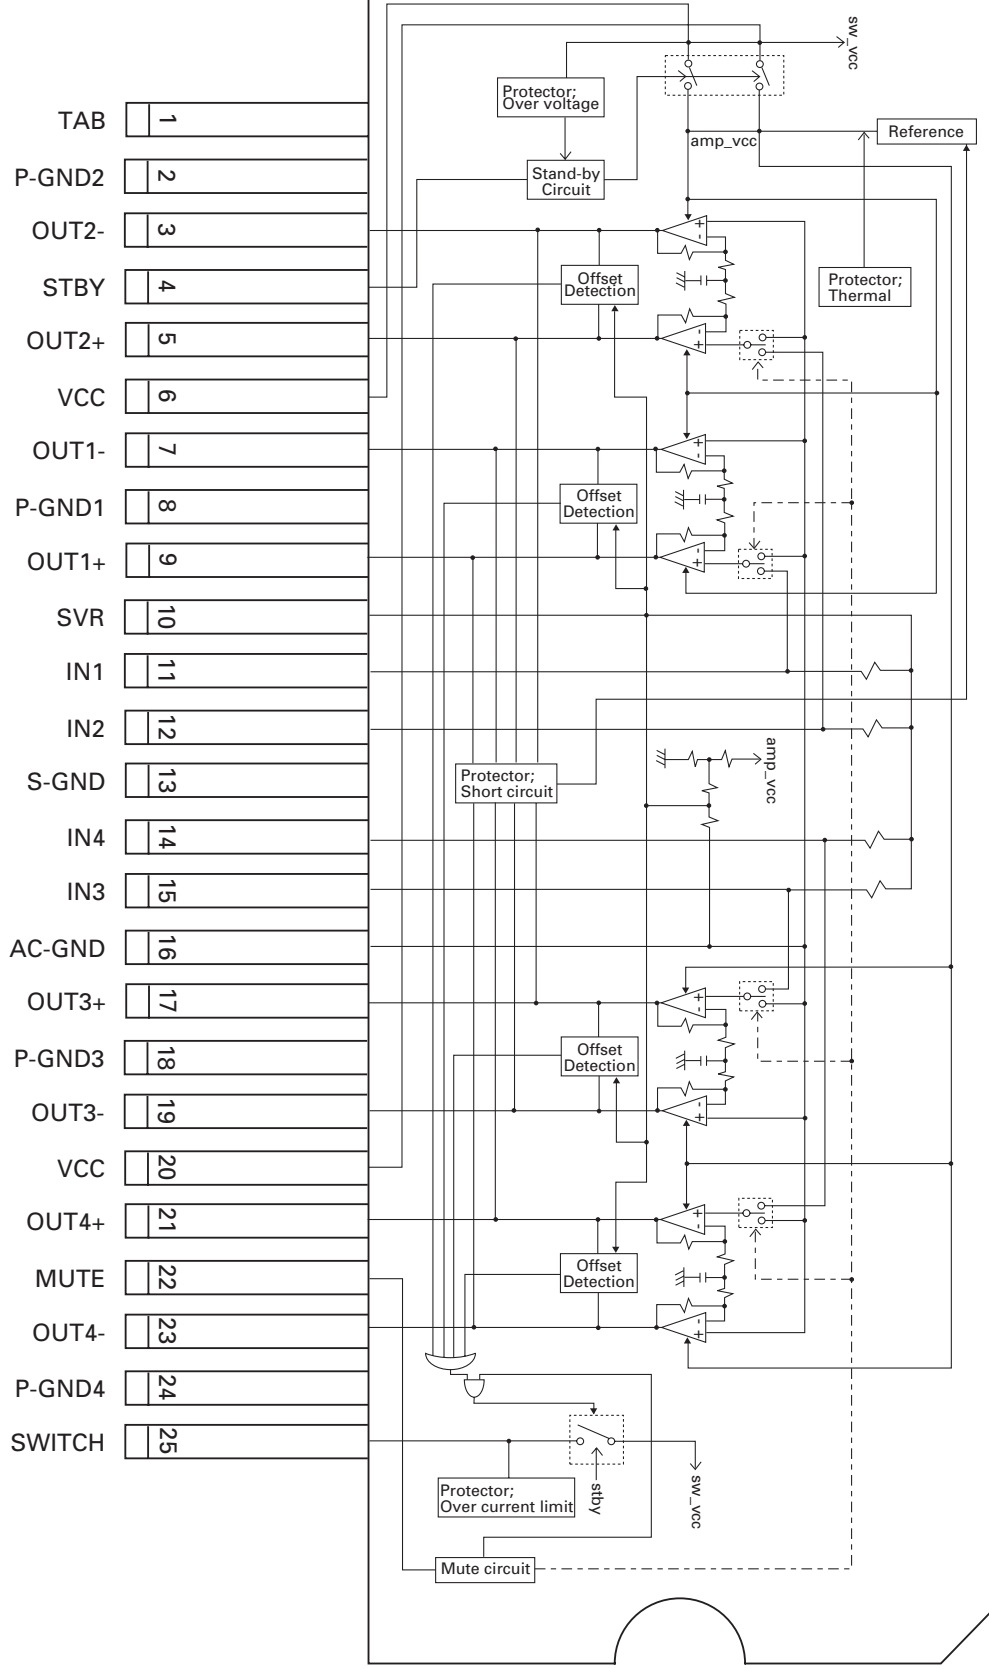 TAB 1
P-GND2 2
OUT2- 3
STBY 4
OUT2+ 5
VCC 6
OUT1- 7
P-GND1 8
OUT1+ 9
SVR 10
IN1 11
IN2 12
S-GND 13
IN4 14
IN3 15
AC-GND 16
OUT3+ 17
P-GND3 18
OUT3- 19
VCC 20
OUT4+ 21
MUTE 22
OUT4- 23
P-GND4 24
SWITCH 25
sw_vcc
Protector;
Over voltage
amp_vcc
Reference
Stand-by
Circuit
+
-
Offset
Detection
Protector;
Thermal
-
+
+
-
Offset
Detection
-
+
amp_vcc
Protector;
Short circuit
+
-
Offset
Detection
-
+
+
-
Offset
Detection
-
+
Protector;
Over current limit
stby
sw_vcc
Mute circuit